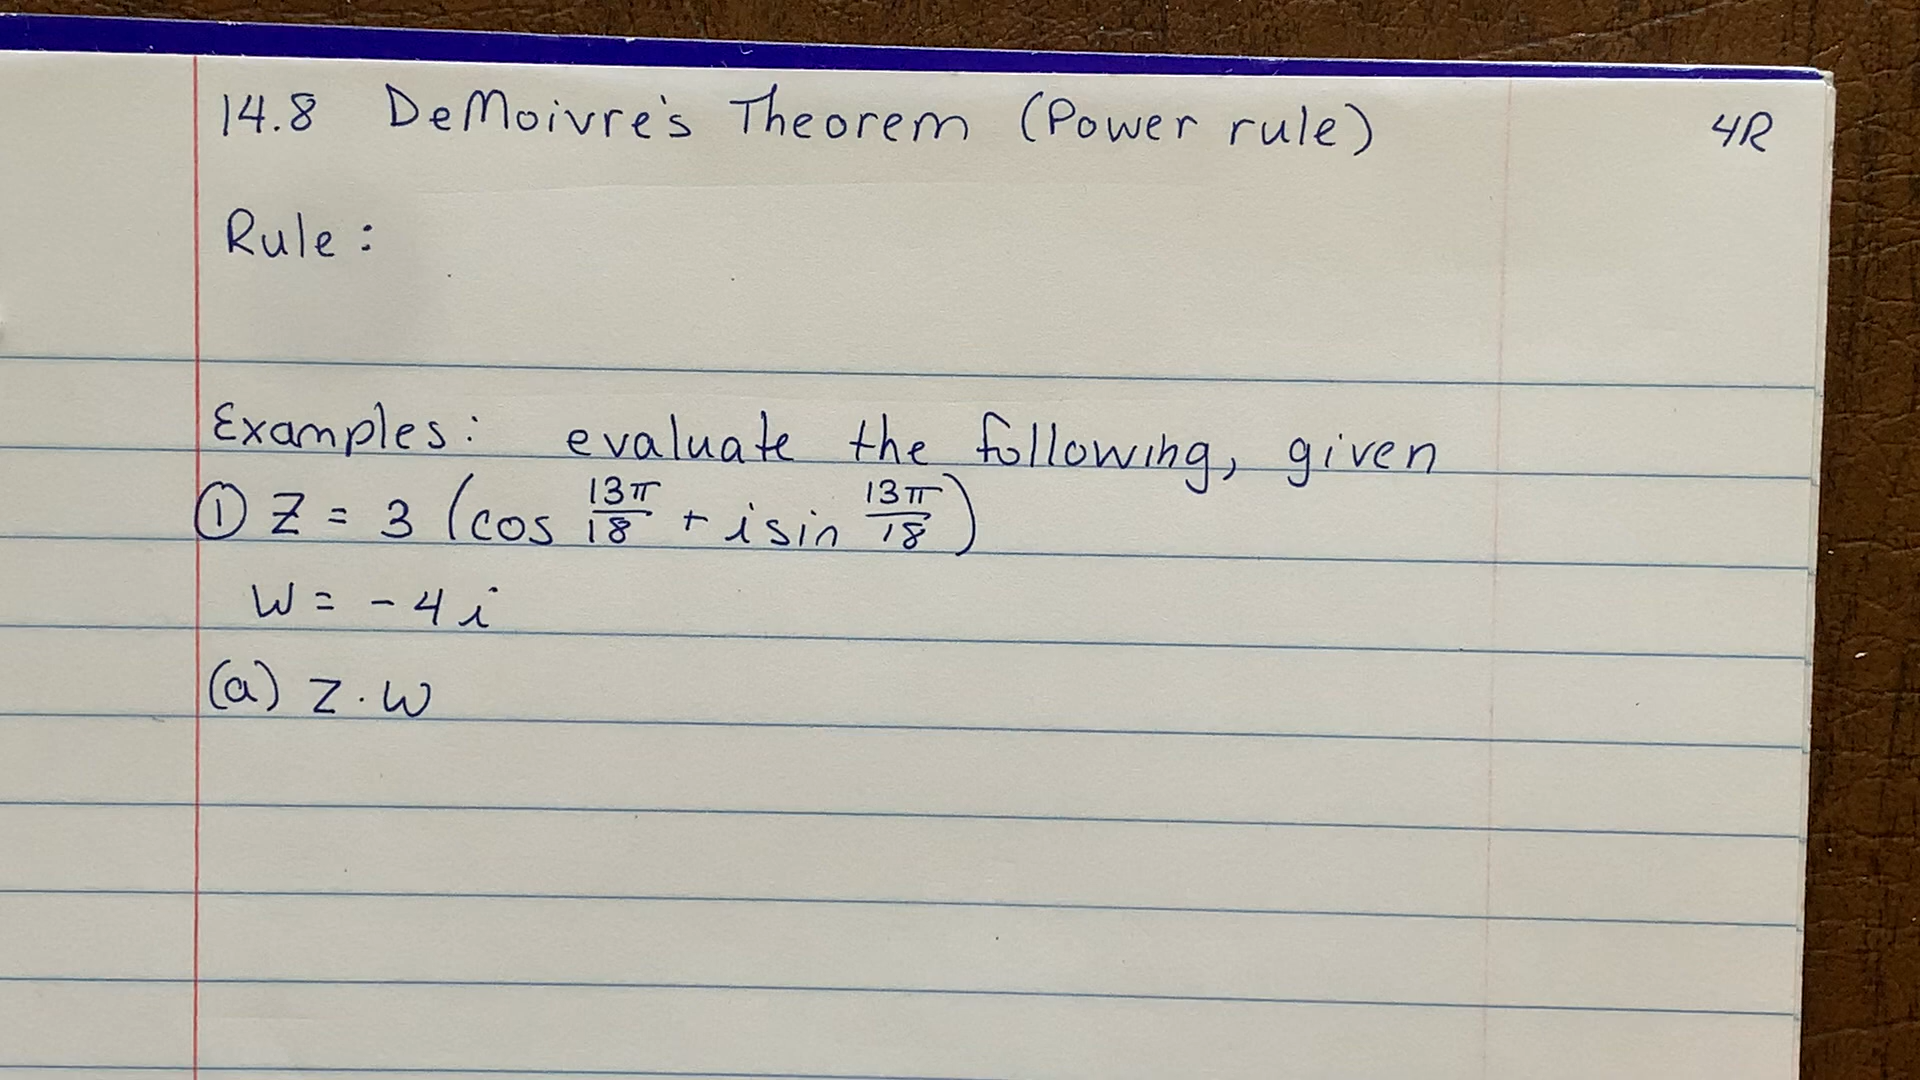 14.8 DeMoivre's Theorem (Power rule) 4R
Rule:
Examples: evaluate the following, given
① Z = 3 (cos 13π/18 + i sin 13π/18)
W = -4i
(a) z · w